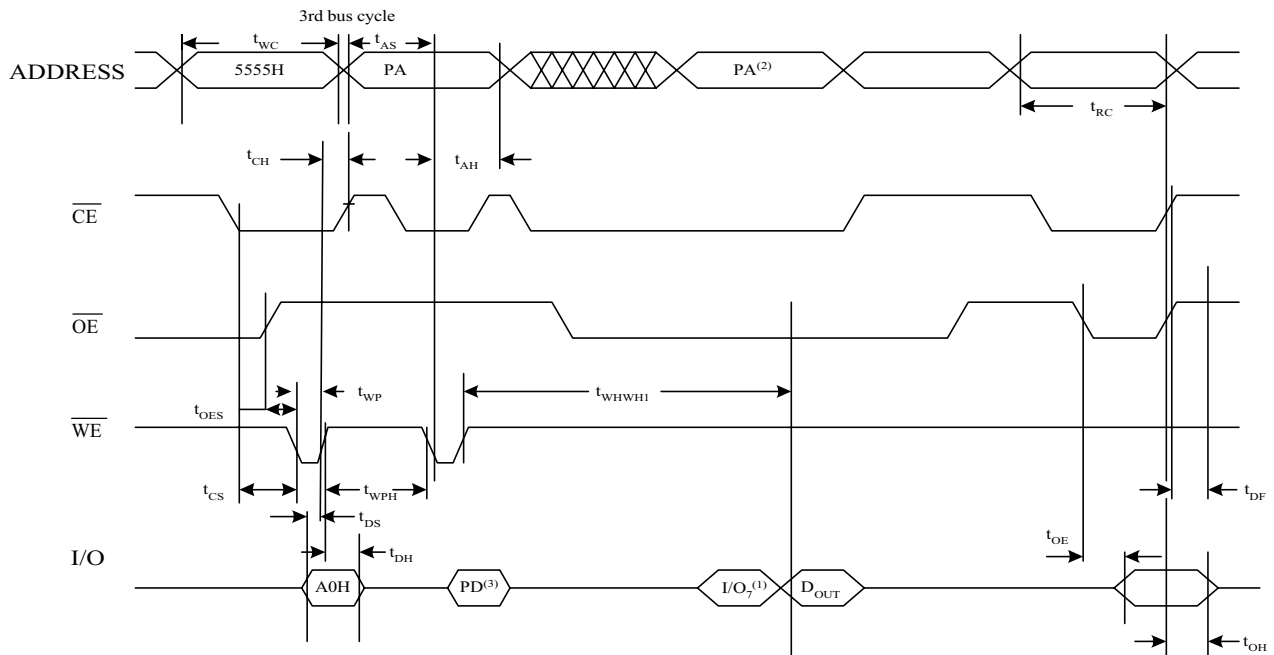 3rd bus cycle
tWC
tAS
ADDRESS
5555H
PA
PA(2)
tRC
tCH
tAH
CE
OE
tWP
tWHWH1
tOES
WE
tCS
tWPH
tDF
tDS
tOE
I/O
tDH
A0H
PD(3)
I/O7(1)
DOUT
tOH